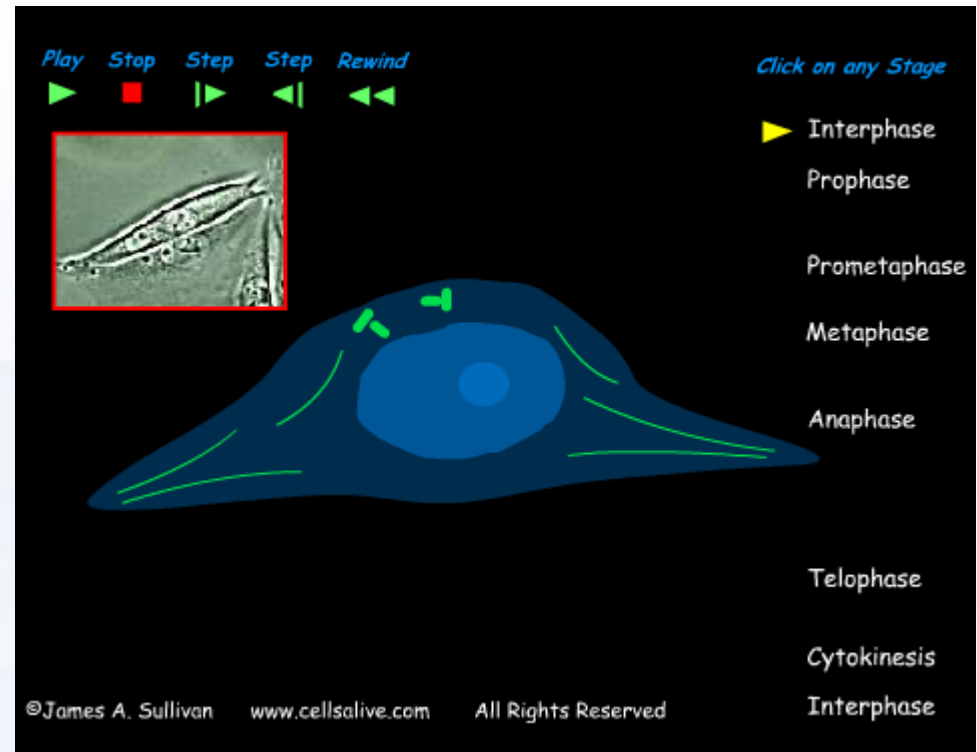 Play Stop Step Step Rewind
Click on any Stage
Interphase
Prophase
Prometaphase
Metaphase
Anaphase
Telophase
Cytokinesis
Interphase
©James A. Sullivan www.cellsalive.com All Rights Reserved